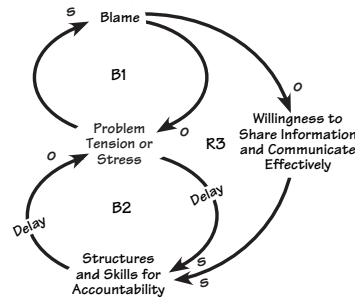 s
Blame
B1
o
o
Problem
Tension or
Stress
R3
Willingness to
Share Information
and Communicate
Effectively
o
B2
Delay
Delay
s
s
Structures
and Skills for
Accountability